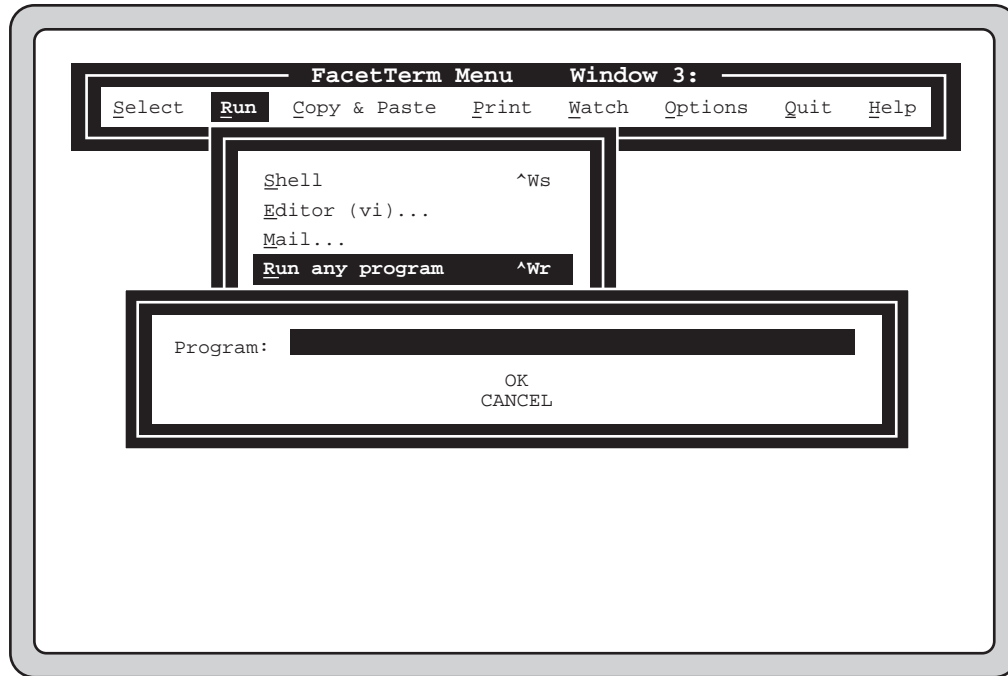 FacetTerm Menu Window 3:
Select Run Copy & Paste Print Watch Options Quit Help
Shell ^Ws
Editor (vi)...
Mail...
Run any program ^Wr
Program:
OK
CANCEL